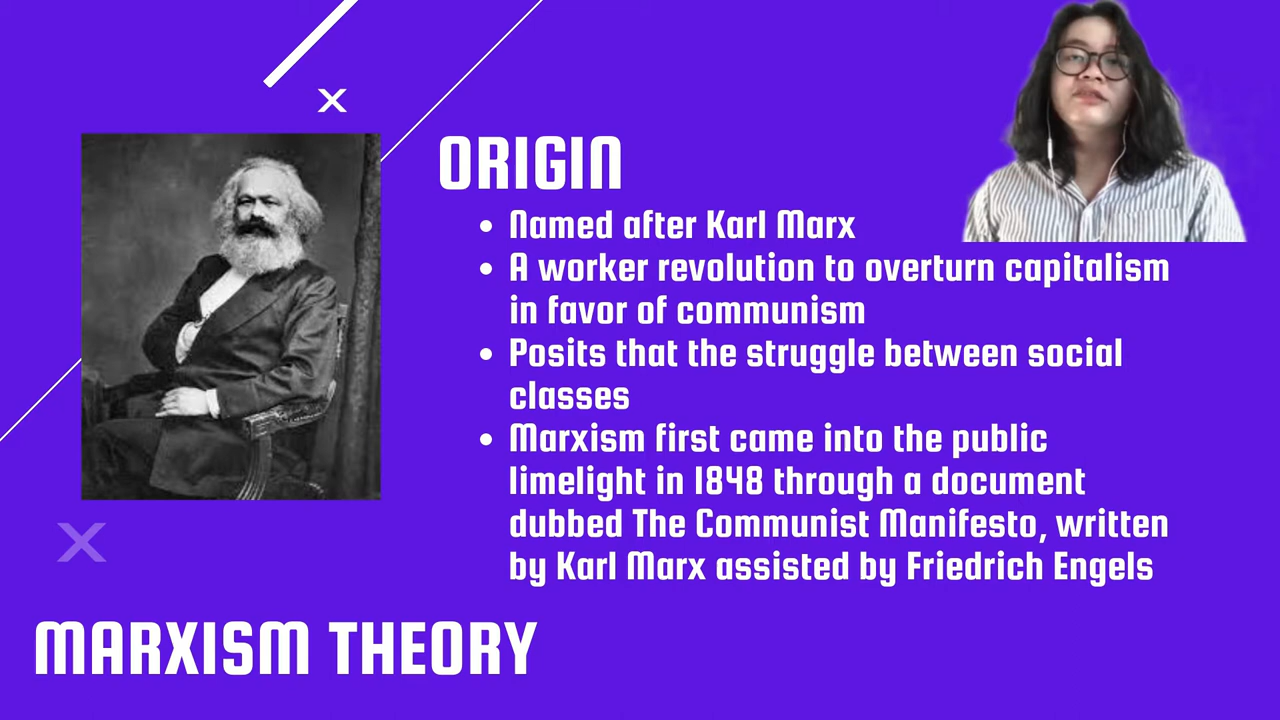 ORIGIN
• Named after Karl Marx
• A worker revolution to overturn capitalism
in favor of communism
• Posits that the struggle between social
classes
• Marxism first came into the public
limelight in 1848 through a document
dubbed The Communist Manifesto, written
by Karl Marx assisted by Friedrich Engels
MARXISM THEORY